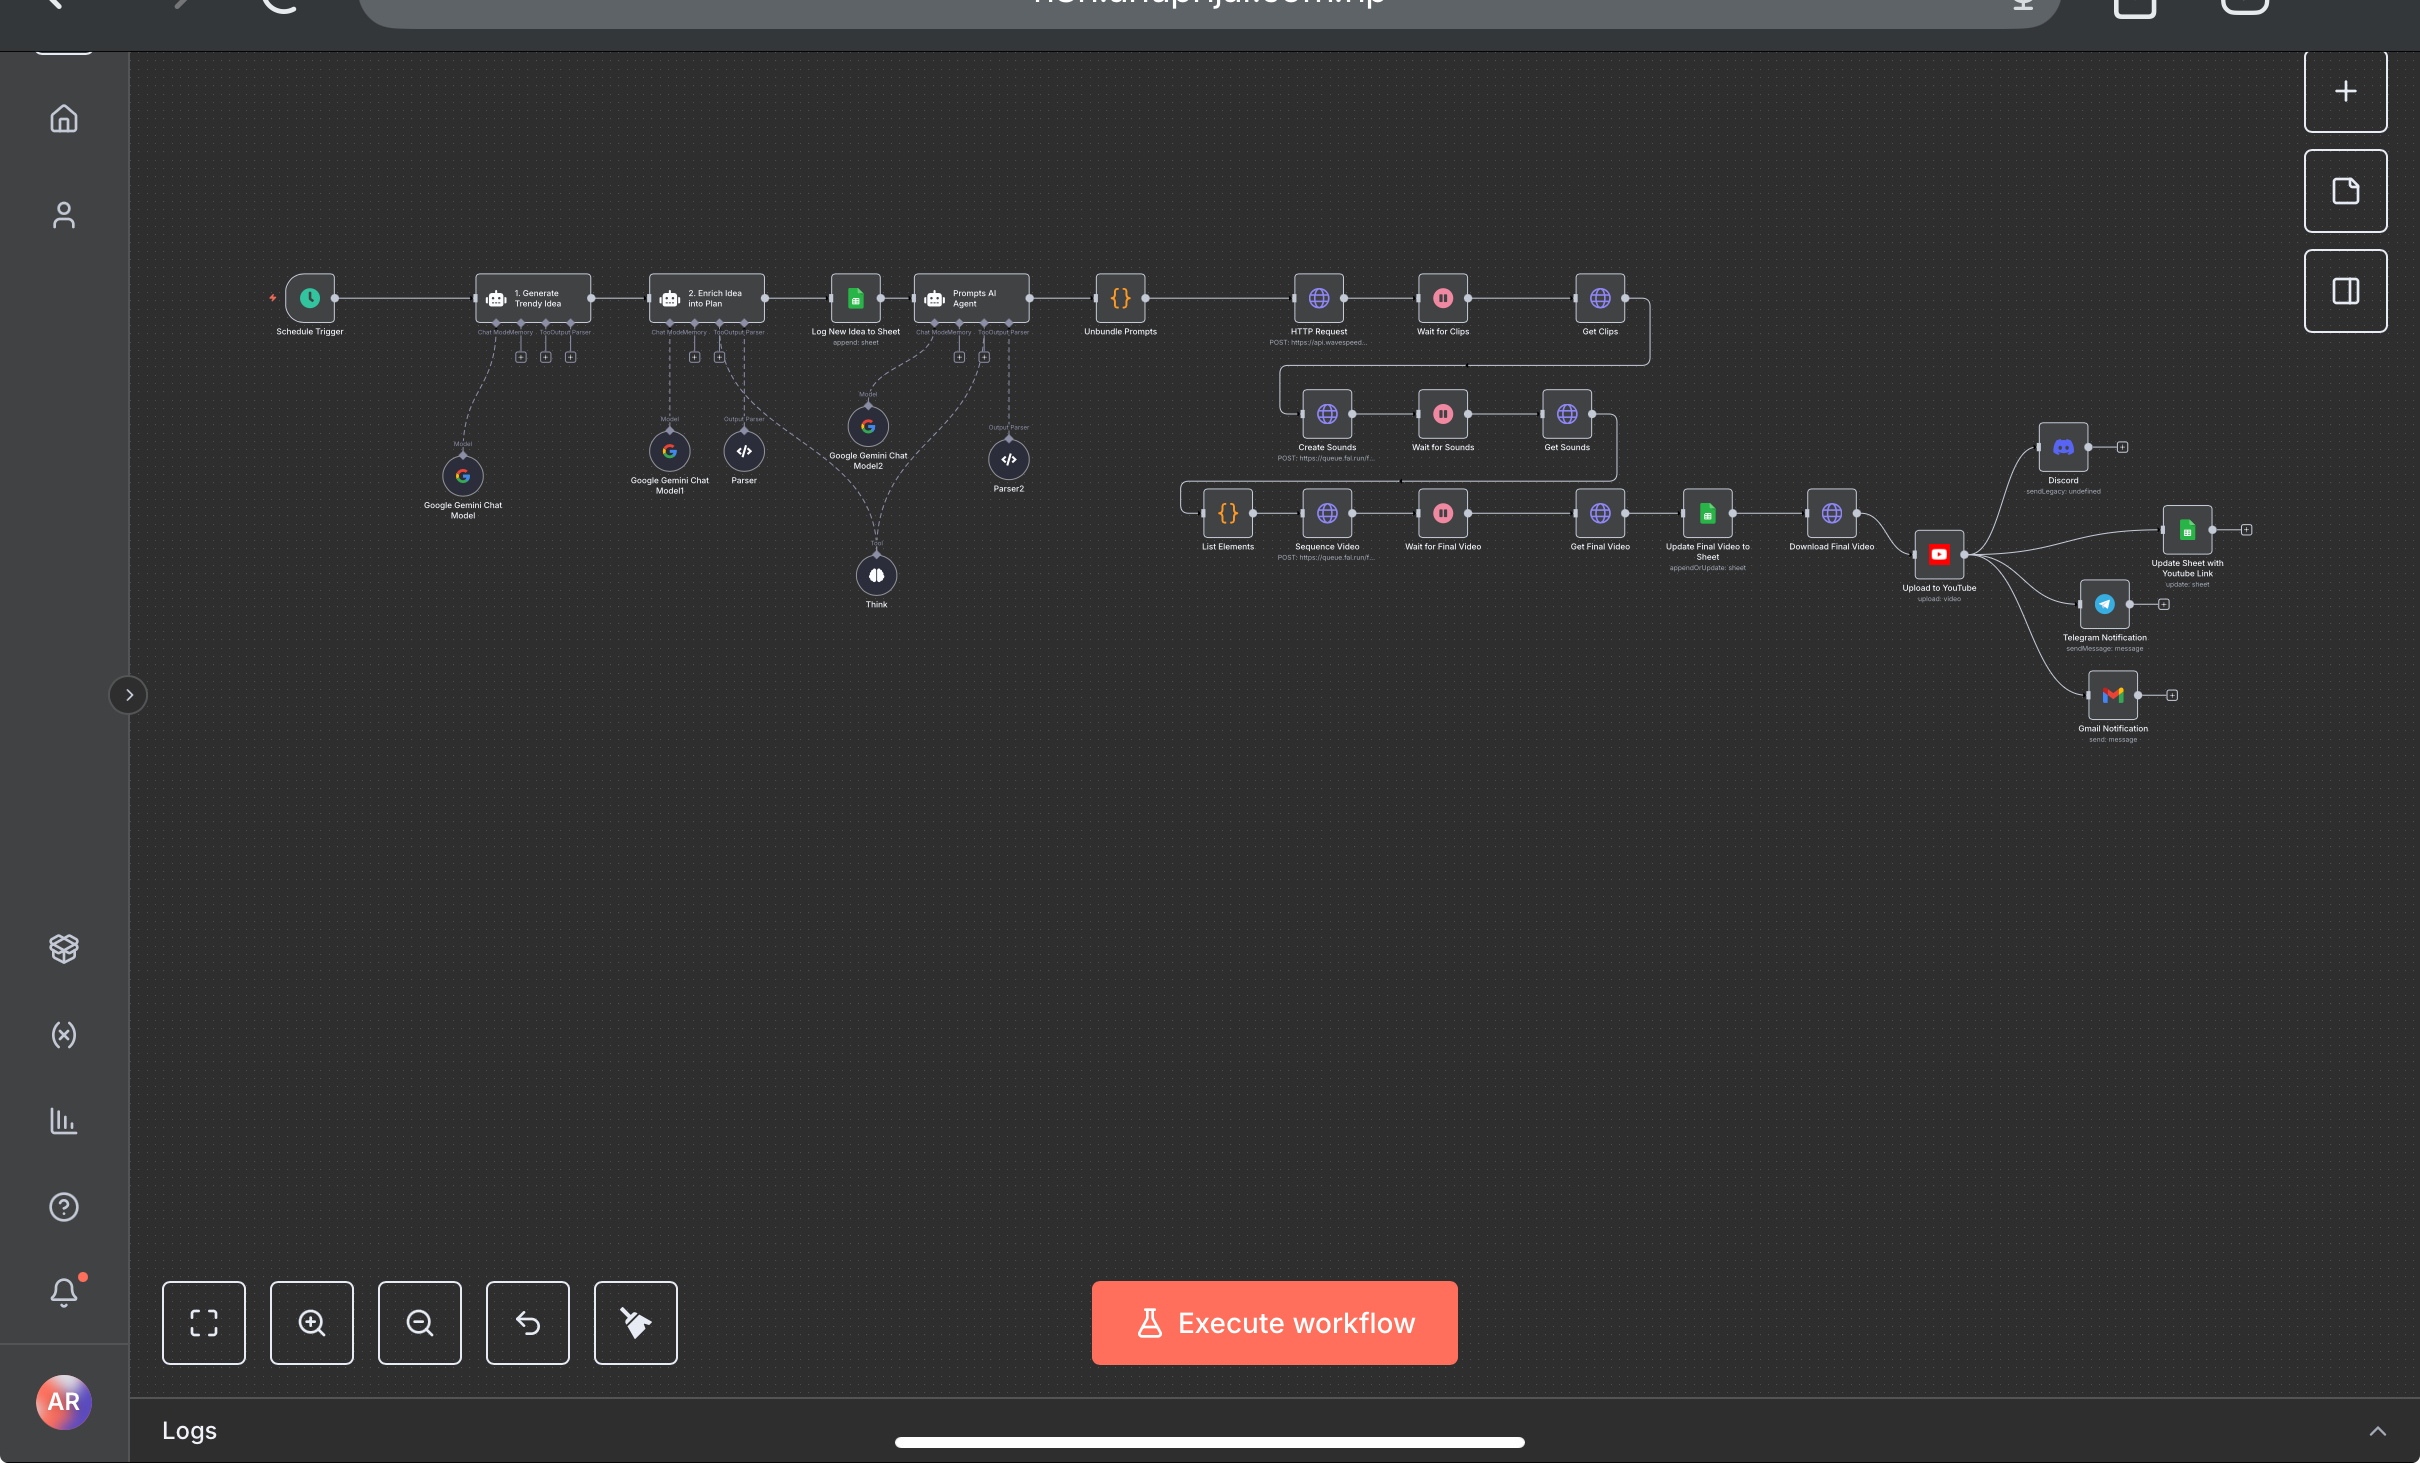 Schedule Trigger
1. Generate
Trendy Idea
Chat Mode
Memory
Too
Output Parser
2. Enrich Idea
into Plan
Chat Mode
Memory
Too
Output Parser
Log New Idea to Sheet
append: sheet
Prompts AI
Agent
Chat Mode
Memory
Too
Output Parser
Unbundle Prompts
HTTP Request
POST: https://api.wavespeed...
Wait for Clips
Get Clips
Model
Google Gemini Chat
Model
Model
Google Gemini Chat
Model1
Output Parser
Parser
Model
Google Gemini Chat
Model2
Output Parser
Parser2
Tool
Think
Create Sounds
POST: https://queue.fal.run/f...
Wait for Sounds
Get Sounds
List Elements
Sequence Video
POST: https://queue.fal.run/f...
Wait for Final Video
Get Final Video
Update Final Video to
Sheet
appendOrUpdate: sheet
Download Final Video
Upload to YouTube
upload: video
Discord
sendLegacy: undefined
Update Sheet with
Youtube Link
update: sheet
Telegram Notification
sendMessage: message
Gmail Notification
send: message
Execute workflow
AR
Logs